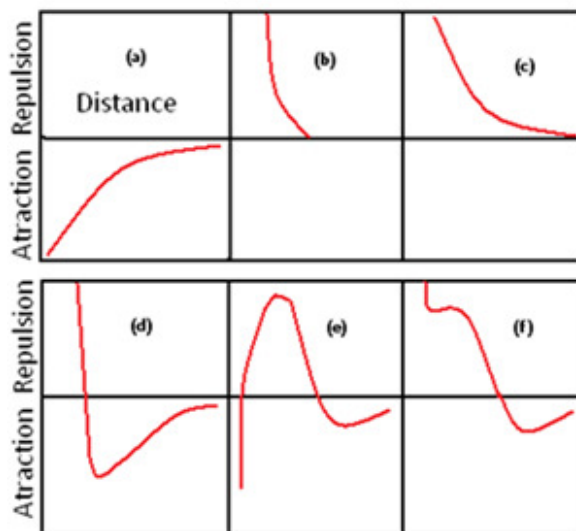 Repulsion
Atraction
(a)
Distance
(b)
(c)
Repulsion
Atraction
(d)
(e)
(f)